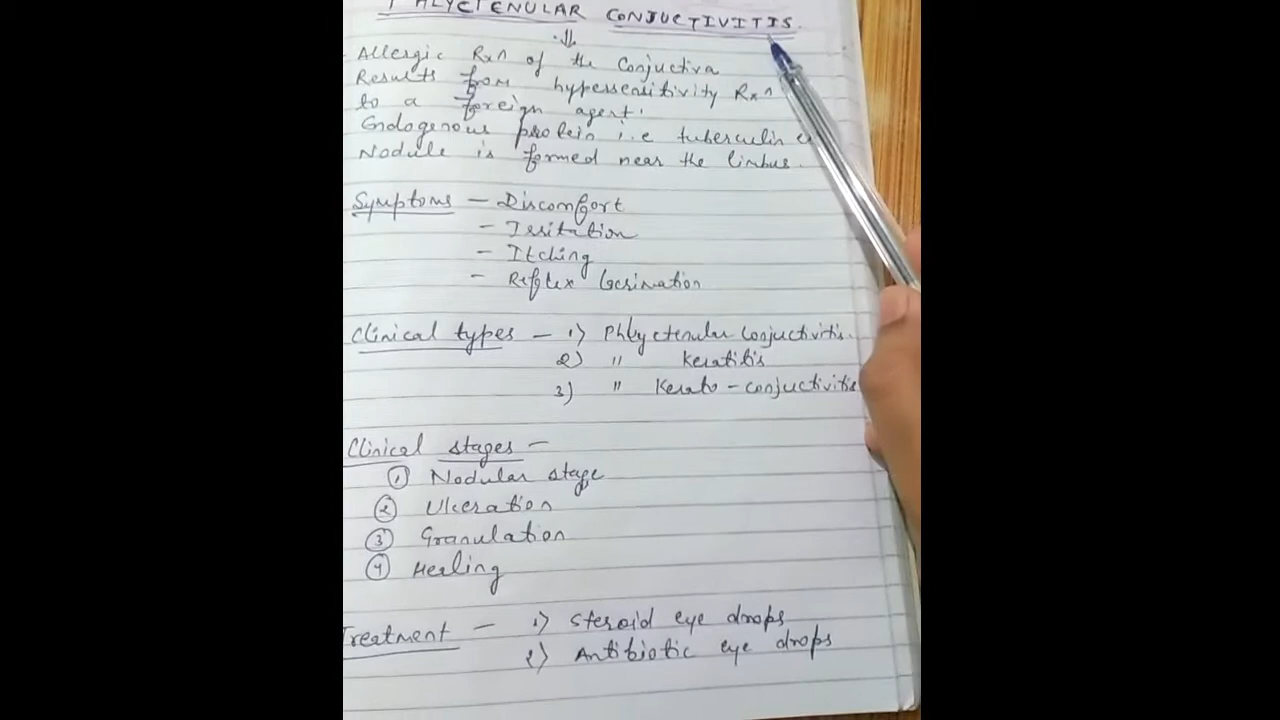 PHLYCTENULAR CONJUCTIVITIS.
Allergic Rxn of the Conjuctiva
Results from hypersensitivity Rxn
to a foreign agent.
Endogenous protein i.e tuberculin
Nodule is formed near the limbus.
Symptoms - Discomfort
- Irritation
- Itching
- Reflex lacrimation
Clinical types - 1) Phlyctenular Conjuctivitis.
2) " Keratitis
3) " Kerato-conjuctivitis
Clinical stages -
① Nodular stage
② Ulceration
③ Granulation
④ Healing
Treatment - 1) Steroid eye drops
2) Antibiotic eye drops